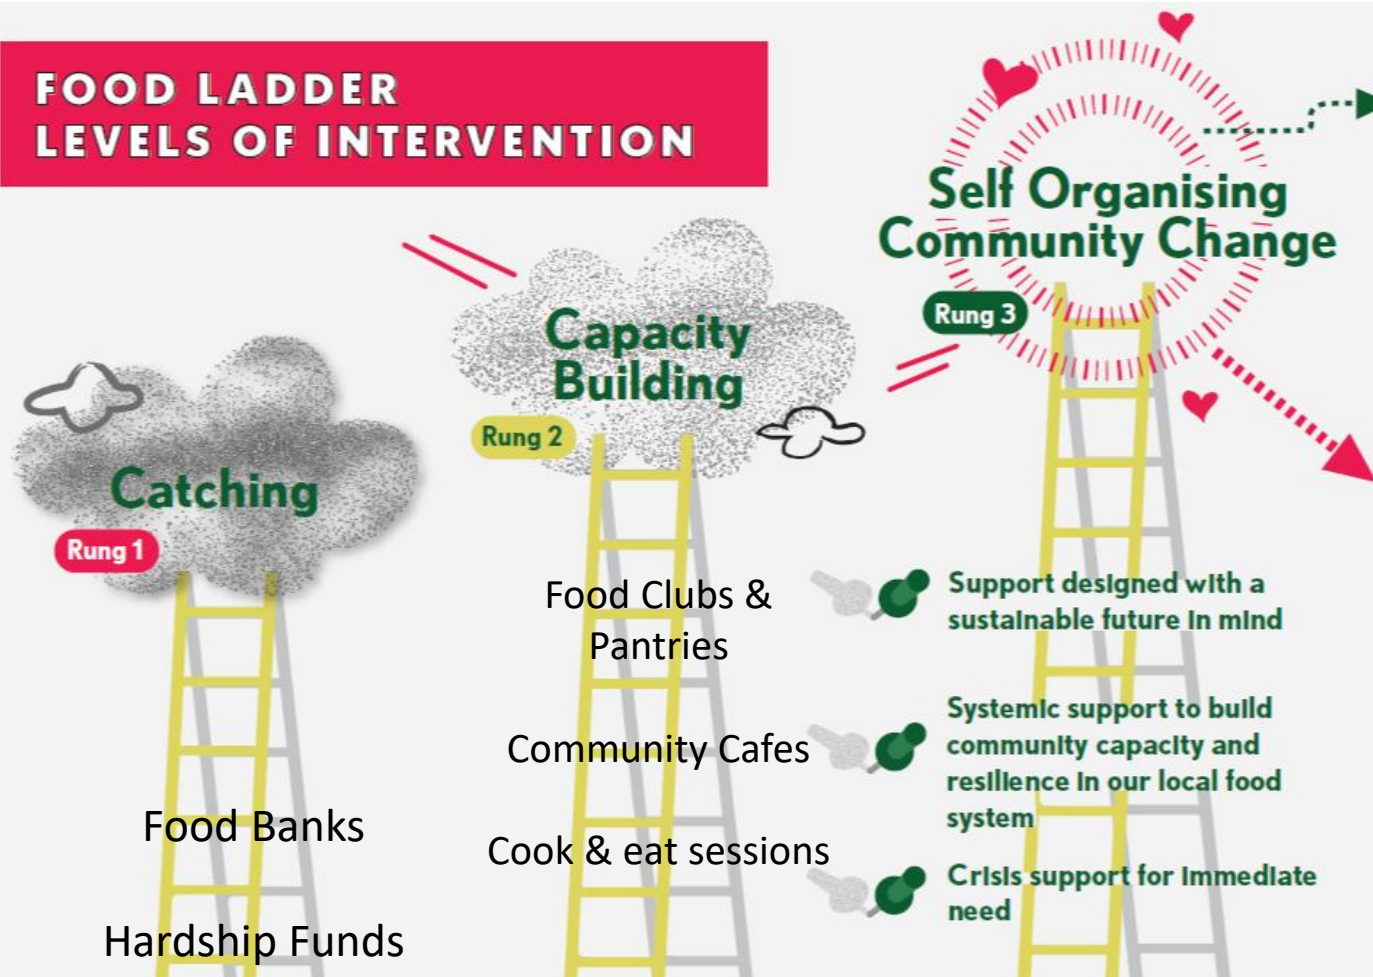 FOOD LADDER
LEVELS OF INTERVENTION
Self Organising
Community Change
Rung 3
Capacity
Building
Rung 2
Catching
Rung 1
Food Clubs &
Pantries
Community Cafes
Cook & eat sessions
Food Banks
Hardship Funds
Support designed with a
sustainable future in mind
Systemic support to build
community capacity and
resilience in our local food
system
Crisis support for immediate
need